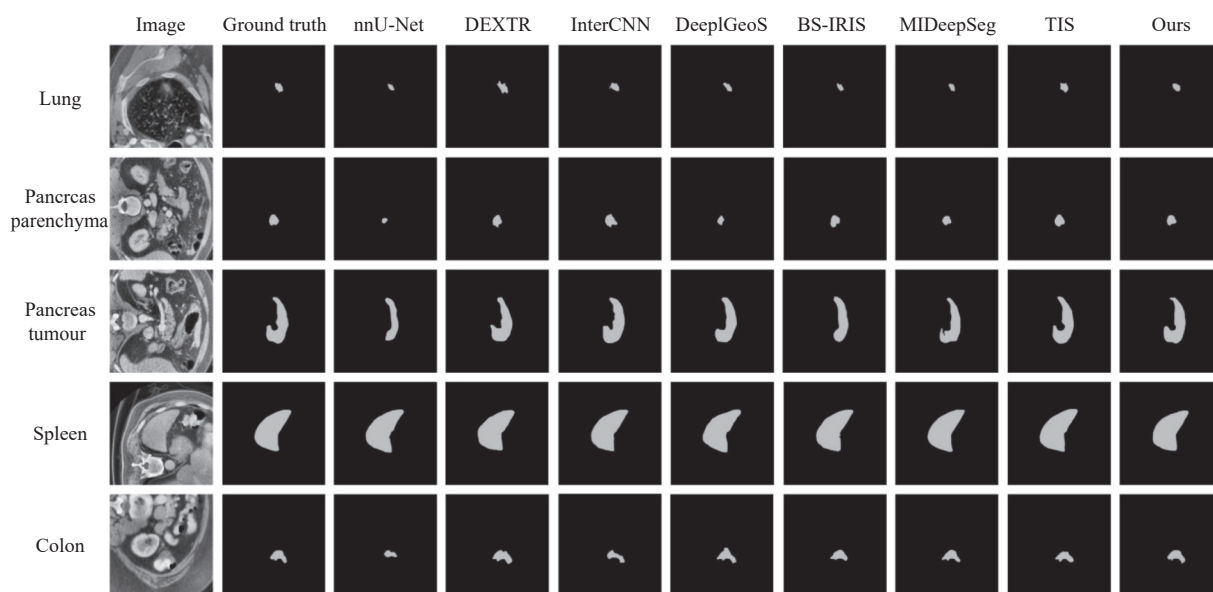 Image Ground truth nnU-Net DEXTR InterCNN DeeplGeoS BS-IRIS MIDeepSeg TIS Ours
Lung
Pancrcas
parenchyma
Pancreas
tumour
Spleen
Colon